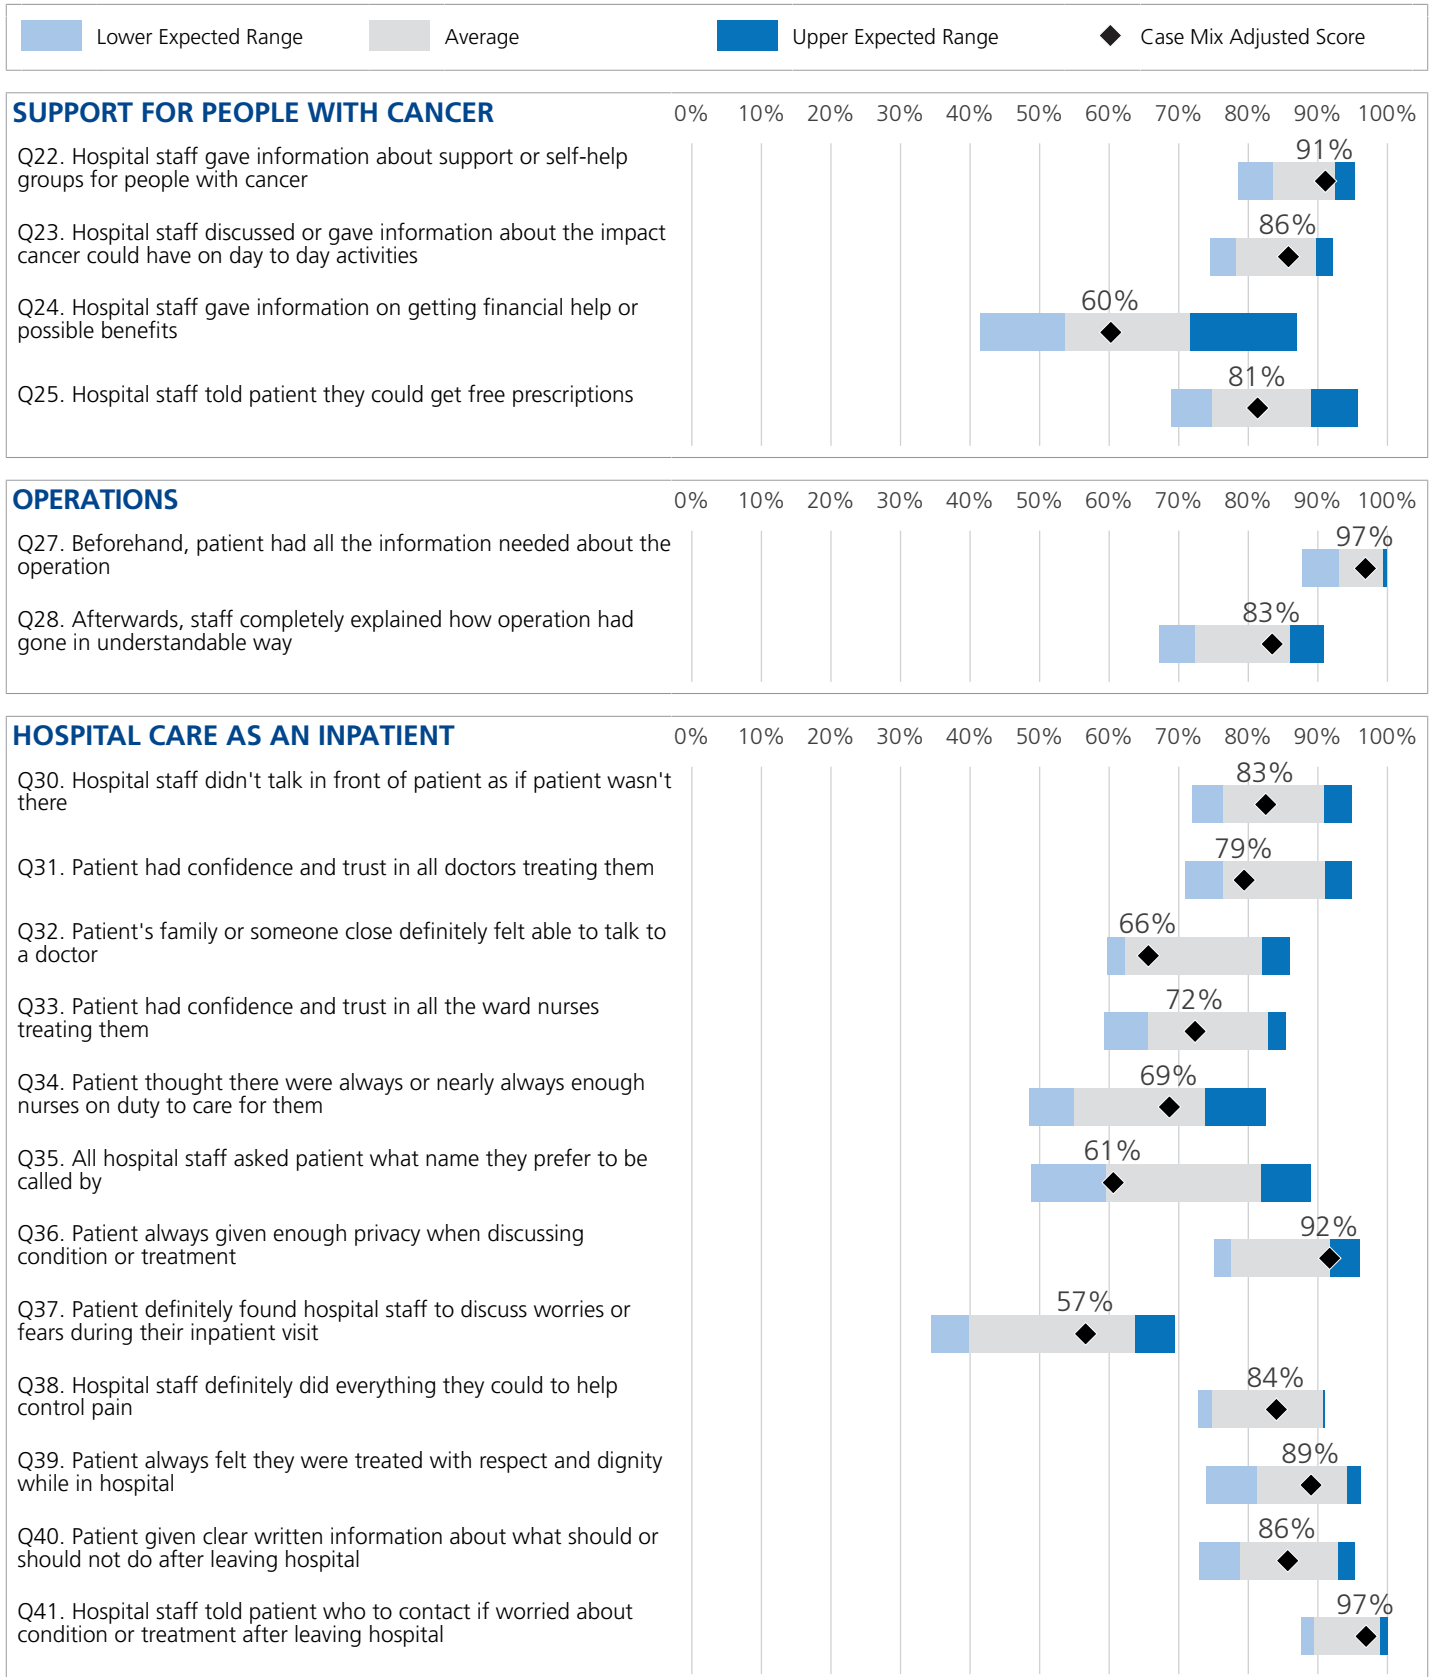 Lower Expected Range Average Upper Expected Range Case Mix Adjusted Score
SUPPORT FOR PEOPLE WITH CANCER 0% 10% 20% 30% 40% 50% 60% 70% 80% 90% 100%
Q22. Hospital staff gave information about support or self-help
groups for people with cancer
91%
Q23. Hospital staff discussed or gave information about the impact
cancer could have on day to day activities
86%
Q24. Hospital staff gave information on getting financial help or
possible benefits
60%
Q25. Hospital staff told patient they could get free prescriptions
81%
OPERATIONS 0% 10% 20% 30% 40% 50% 60% 70% 80% 90% 100%
Q27. Beforehand, patient had all the information needed about the
operation
97%
Q28. Afterwards, staff completely explained how operation had
gone in understandable way
83%
HOSPITAL CARE AS AN INPATIENT 0% 10% 20% 30% 40% 50% 60% 70% 80% 90% 100%
Q30. Hospital staff didn't talk in front of patient as if patient wasn't
there
83%
Q31. Patient had confidence and trust in all doctors treating them
79%
Q32. Patient's family or someone close definitely felt able to talk to
a doctor
66%
Q33. Patient had confidence and trust in all the ward nurses
treating them
72%
Q34. Patient thought there were always or nearly always enough
nurses on duty to care for them
69%
Q35. All hospital staff asked patient what name they prefer to be
called by
61%
Q36. Patient always given enough privacy when discussing
condition or treatment
92%
Q37. Patient definitely found hospital staff to discuss worries or
fears during their inpatient visit
57%
Q38. Hospital staff definitely did everything they could to help
control pain
84%
Q39. Patient always felt they were treated with respect and dignity
while in hospital
89%
Q40. Patient given clear written information about what should or
should not do after leaving hospital
86%
Q41. Hospital staff told patient who to contact if worried about
condition or treatment after leaving hospital
97%